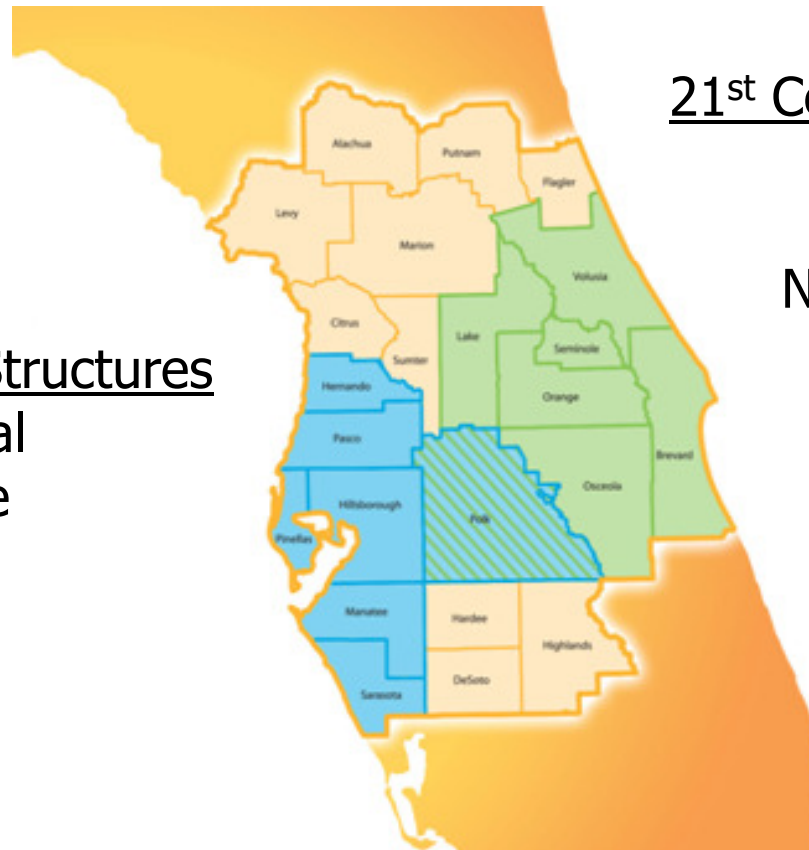 21st Ce
Alachua
Putnam
Flagler
Levy
Marion
Volusia
N
Citrus
Lake
Seminole
Sumter
Structures
Hernando
Orange
al
Pasco
Brevard
e
Osceola
Hillsborough
Polk
Pinellas
Manatee
Hardee
Highlands
DeSoto
Sarasota